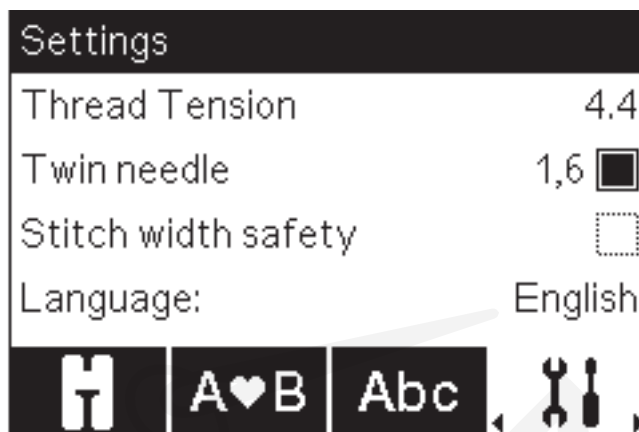 Settings
Thread Tension 4.4
Twin needle 1,6
Stitch width safety
Language: English
A♥B Abc